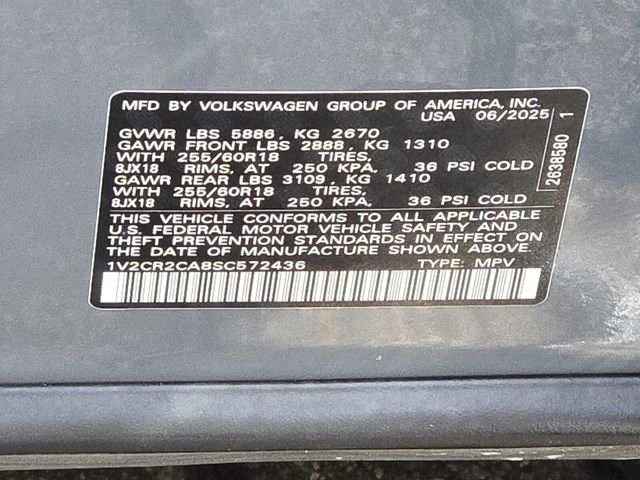 MFD BY VOLKSWAGEN GROUP OF AMERICA, INC.
USA 06/2025
GVWR LBS 5886, KG 2670
GAWR FRONT LBS 2888, KG 1310
WITH 255/60R18 TIRES,
8JX18 RIMS, AT 250 KPA, 36 PSI COLD
GAWR REAR LBS 3109, KG 1410
WITH 255/60R18 TIRES,
8JX18 RIMS, AT 250 KPA, 36 PSI COLD
THIS VEHICLE CONFORMS TO ALL APPLICABLE
U.S. FEDERAL MOTOR VEHICLE SAFETY AND
THEFT PREVENTION STANDARDS IN EFFECT ON
THE DATE OF MANUFACTURE SHOWN ABOVE.
1V2CR2CA8SC572436 TYPE: MPV
2638580 1